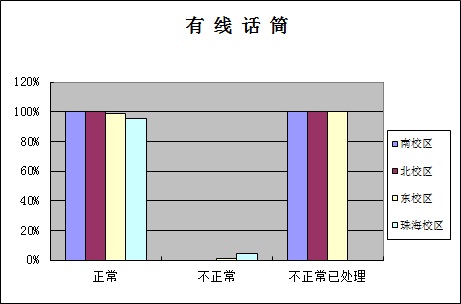 有线话筒
120%
100%
80%
60%
40%
20%
0%
正常
不正常
不正常已处理
南校区
北校区
东校区
珠海校区